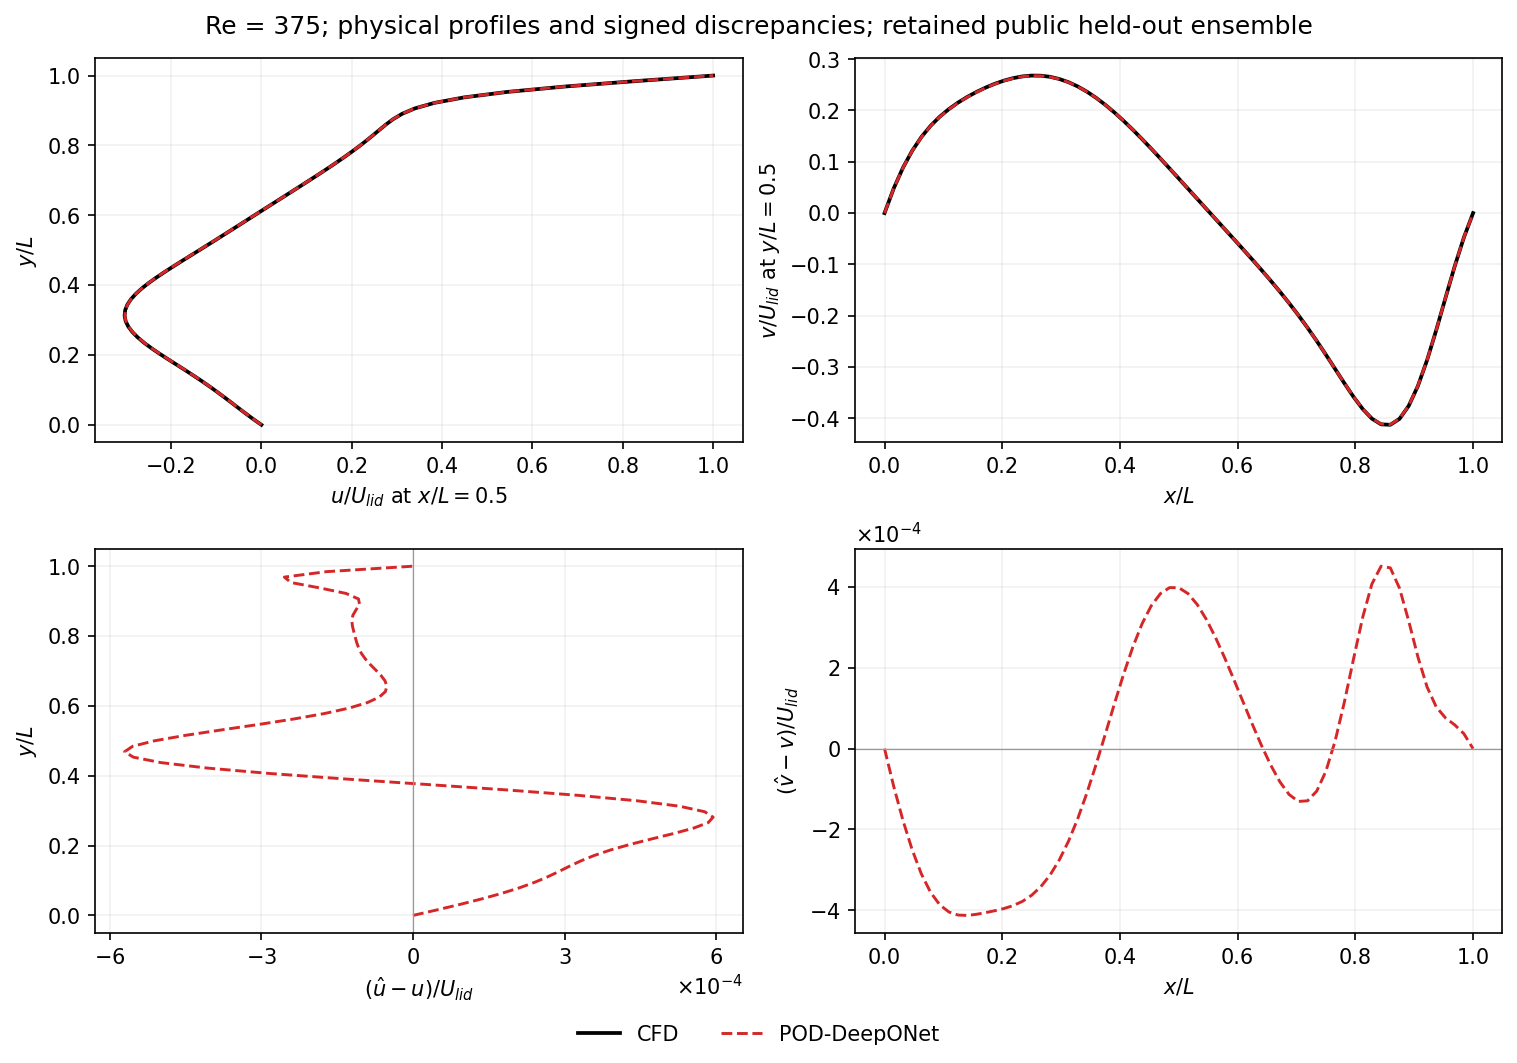 Re = 375; physical profiles and signed discrepancies; retained public held-out ensemble
1.0
0.8
0.6
0.4
0.2
0.0
y/L
−0.2 0.0 0.2 0.4 0.6 0.8 1.0
u/U_lid at x/L = 0.5
0.3
0.2
0.1
0.0
−0.1
−0.2
−0.3
−0.4
v/U_lid at y/L = 0.5
0.0 0.2 0.4 0.6 0.8 1.0
x/L
1.0
0.8
0.6
0.4
0.2
0.0
y/L
−6 −3 0 3 6
(û − u)/U_lid
×10⁻⁴
×10⁻⁴
4
2
0
−2
−4
(v̂ − v)/U_lid
0.0 0.2 0.4 0.6 0.8 1.0
x/L
CFD POD-DeepONet